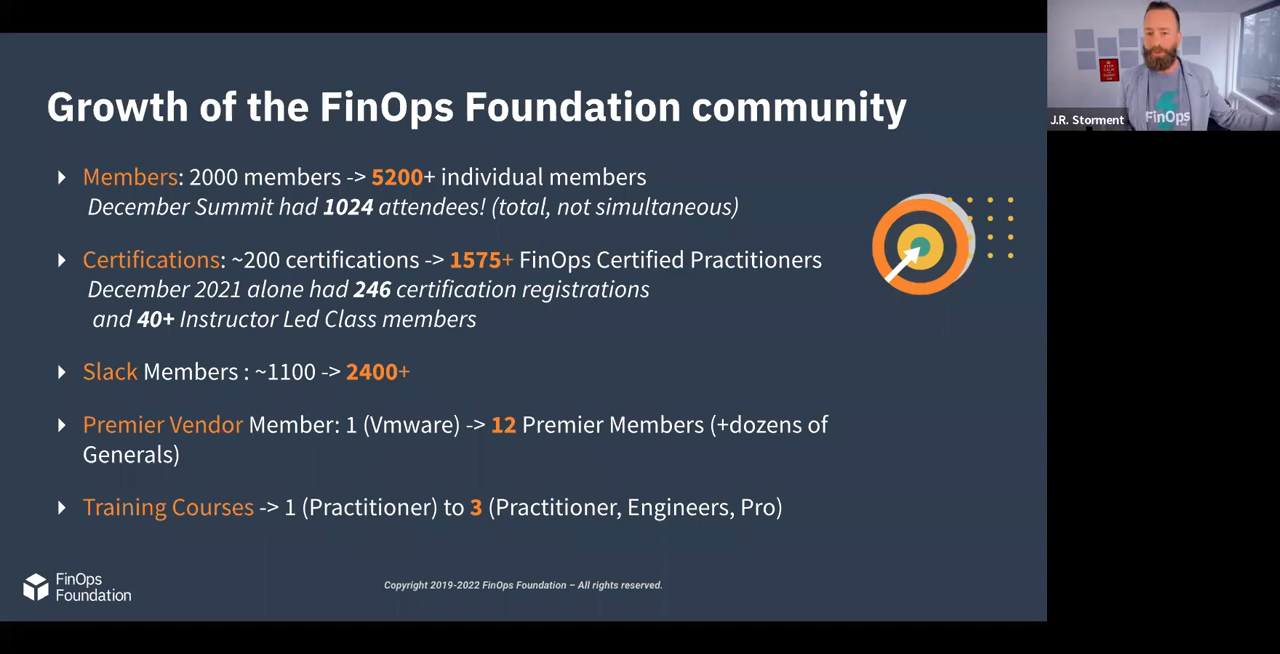 Growth of the FinOps Foundation community
Members: 2000 members -> 5200+ individual members
December Summit had 1024 attendees! (total, not simultaneous)
Certifications: ~200 certifications -> 1575+ FinOps Certified Practitioners
December 2021 alone had 246 certification registrations
and 40+ Instructor Led Class members
Slack Members : ~1100 -> 2400+
Premier Vendor Member: 1 (Vmware) -> 12 Premier Members (+dozens of
Generals)
Training Courses -> 1 (Practitioner) to 3 (Practitioner, Engineers, Pro)
FinOps
Foundation
Copyright 2019-2022 FinOps Foundation – All rights reserved.
J.R. Storment
FinOps